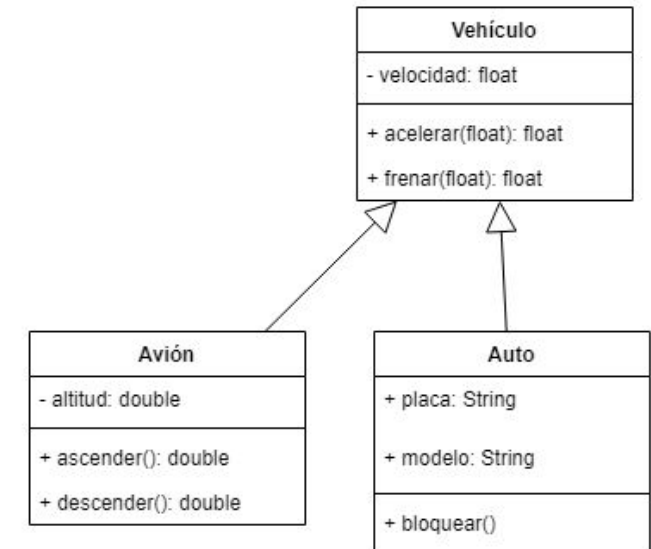 Vehículo
- velocidad: float
+ acelerar(float): float
+ frenar(float): float
Avión
- altitud: double
+ ascender(): double
+ descender(): double
Auto
+ placa: String
+ modelo: String
+ bloquear()